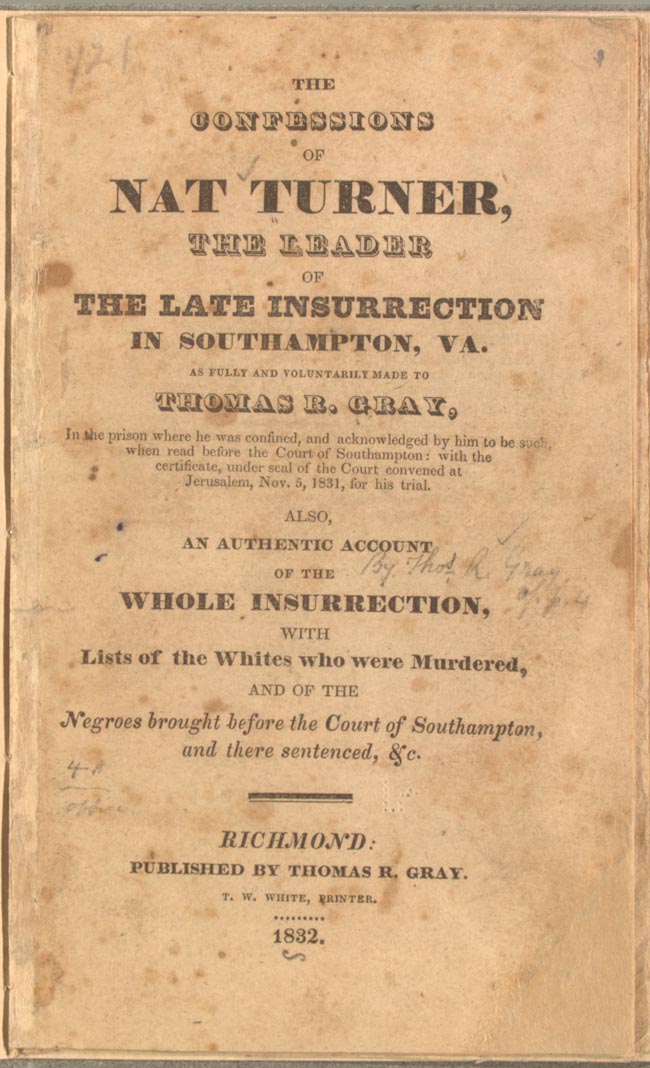 421
THE
CONFESSIONS
OF
NAT TURNER,
THE LEADER
OF
THE LATE INSURRECTION
IN SOUTHAMPTON, VA.
AS FULLY AND VOLUNTARILY MADE TO
THOMAS R. GRAY,
In the prison where he was confined, and acknowledged by him to be such,
when read before the Court of Southampton: with the
certificate, under seal of the Court convened at
Jerusalem, Nov. 5, 1831, for his trial.
ALSO,
AN AUTHENTIC ACCOUNT
OF THE
By Thos. R. Gray
WHOLE INSURRECTION,
WITH
Lists of the Whites who were Murdered,
AND OF THE
Negroes brought before the Court of Southampton,
and there sentenced, &c.
RICHMOND:
PUBLISHED BY THOMAS R. GRAY.
T. W. WHITE, PRINTER.
1832.